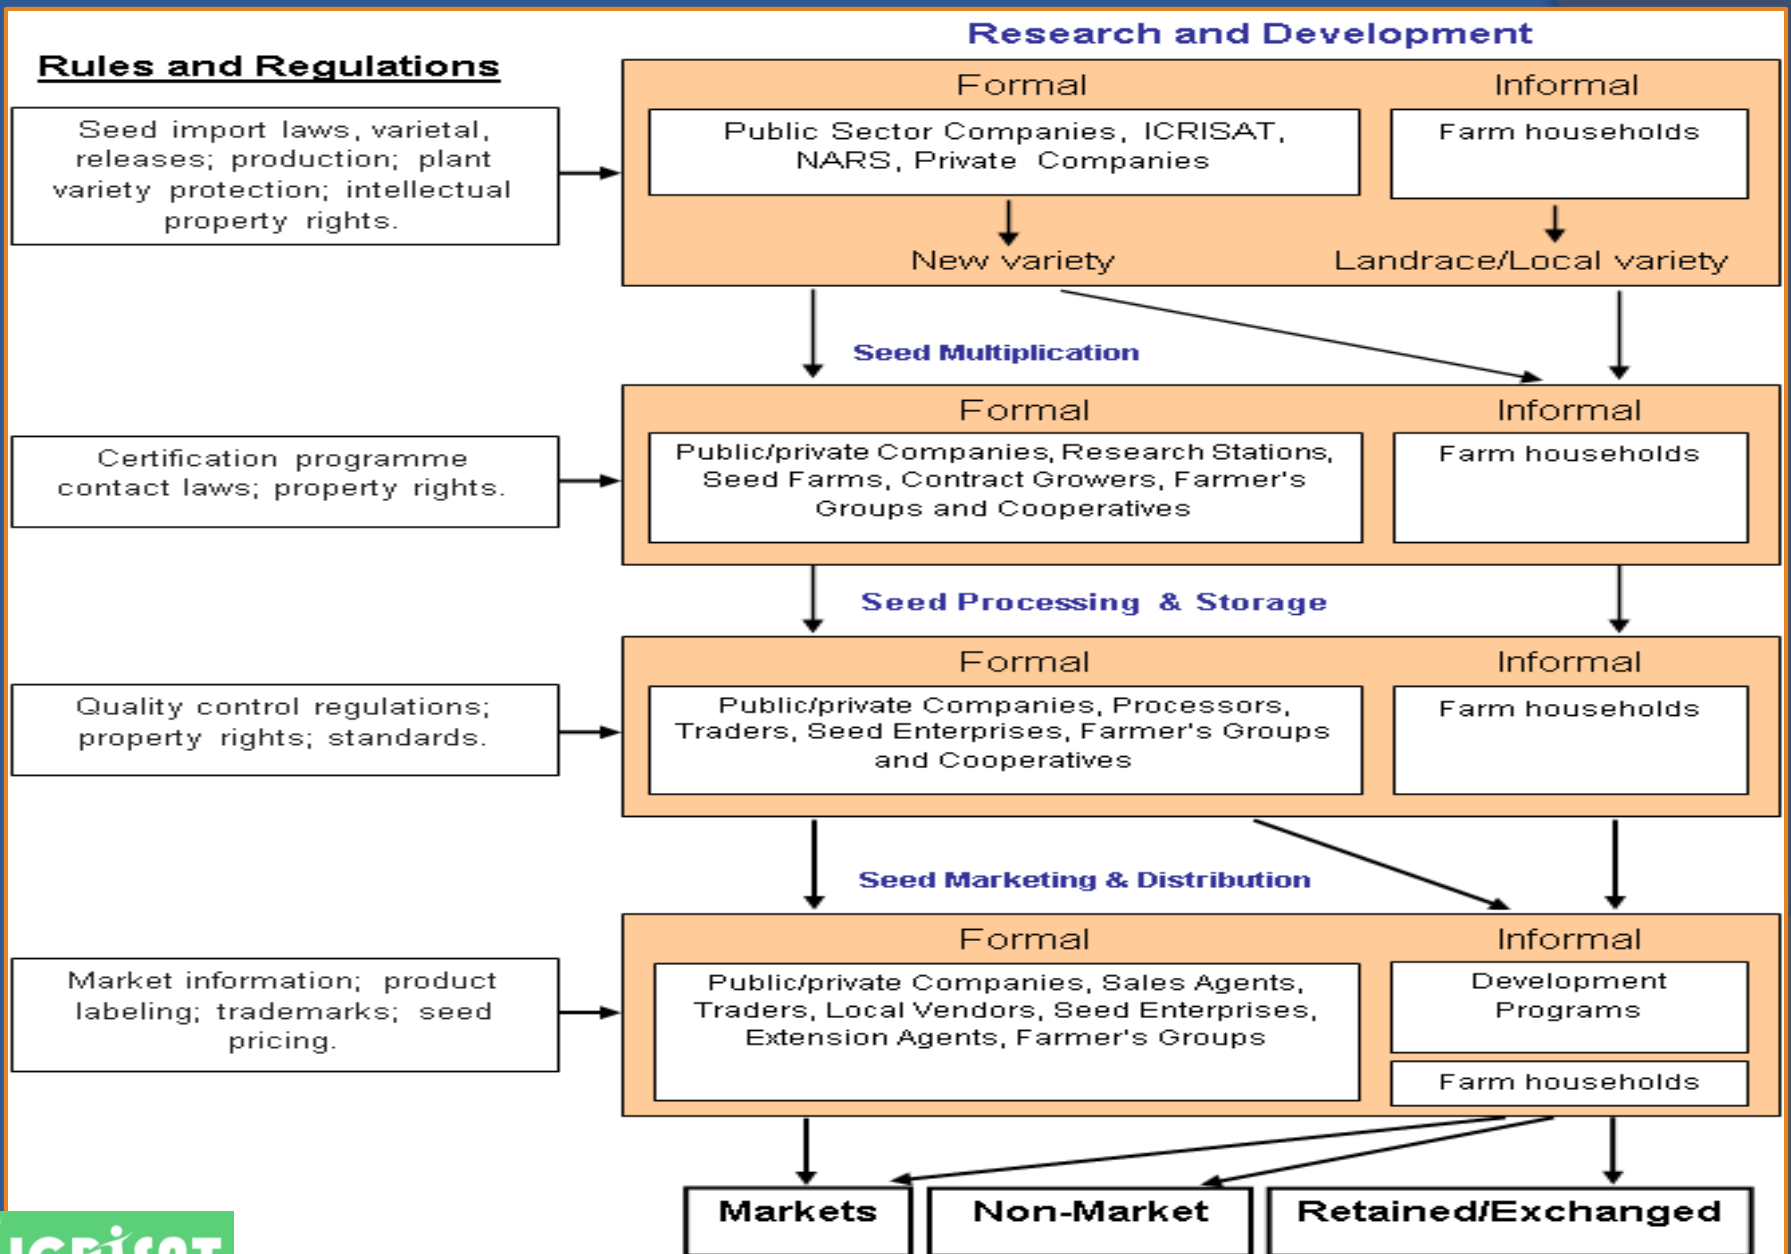 Research and Development
Rules and Regulations
Formal
Informal
Seed import laws, varietal,
releases; production; plant
variety protection; intellectual
property rights.
Public Sector Companies, ICRISAT,
NARS, Private Companies
Farm households
New variety
Landrace/Local variety
Seed Multiplication
Formal
Informal
Certification programme
contact laws; property rights.
Public/private Companies, Research Stations,
Seed Farms, Contract Growers, Farmer's
Groups and Cooperatives
Farm households
Seed Processing & Storage
Formal
Informal
Quality control regulations;
property rights; standards.
Public/private Companies, Processors,
Traders, Seed Enterprises, Farmer's Groups
and Cooperatives
Farm households
Seed Marketing & Distribution
Formal
Informal
Market information; product
labeling; trademarks; seed
pricing.
Public/private Companies, Sales Agents,
Traders, Local Vendors, Seed Enterprises,
Extension Agents, Farmer's Groups
Development
Programs
Farm households
Markets
Non-Market
Retained/Exchanged
ICRISAT